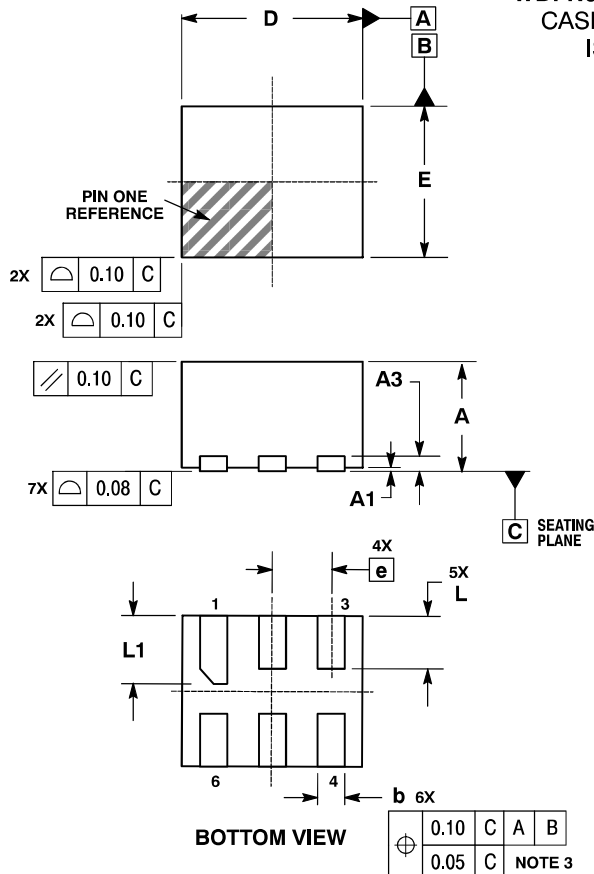 CASE
D
A
B
E
PIN ONE
REFERENCE
2X 0.10 C
2X 0.10 C
// 0.10 C
A3
A
7X 0.08 C
A1
C SEATING
PLANE
4X
e
5X
L
1
3
L1
6
4
b 6X
BOTTOM VIEW
0.10 C A B
0.05 C NOTE 3